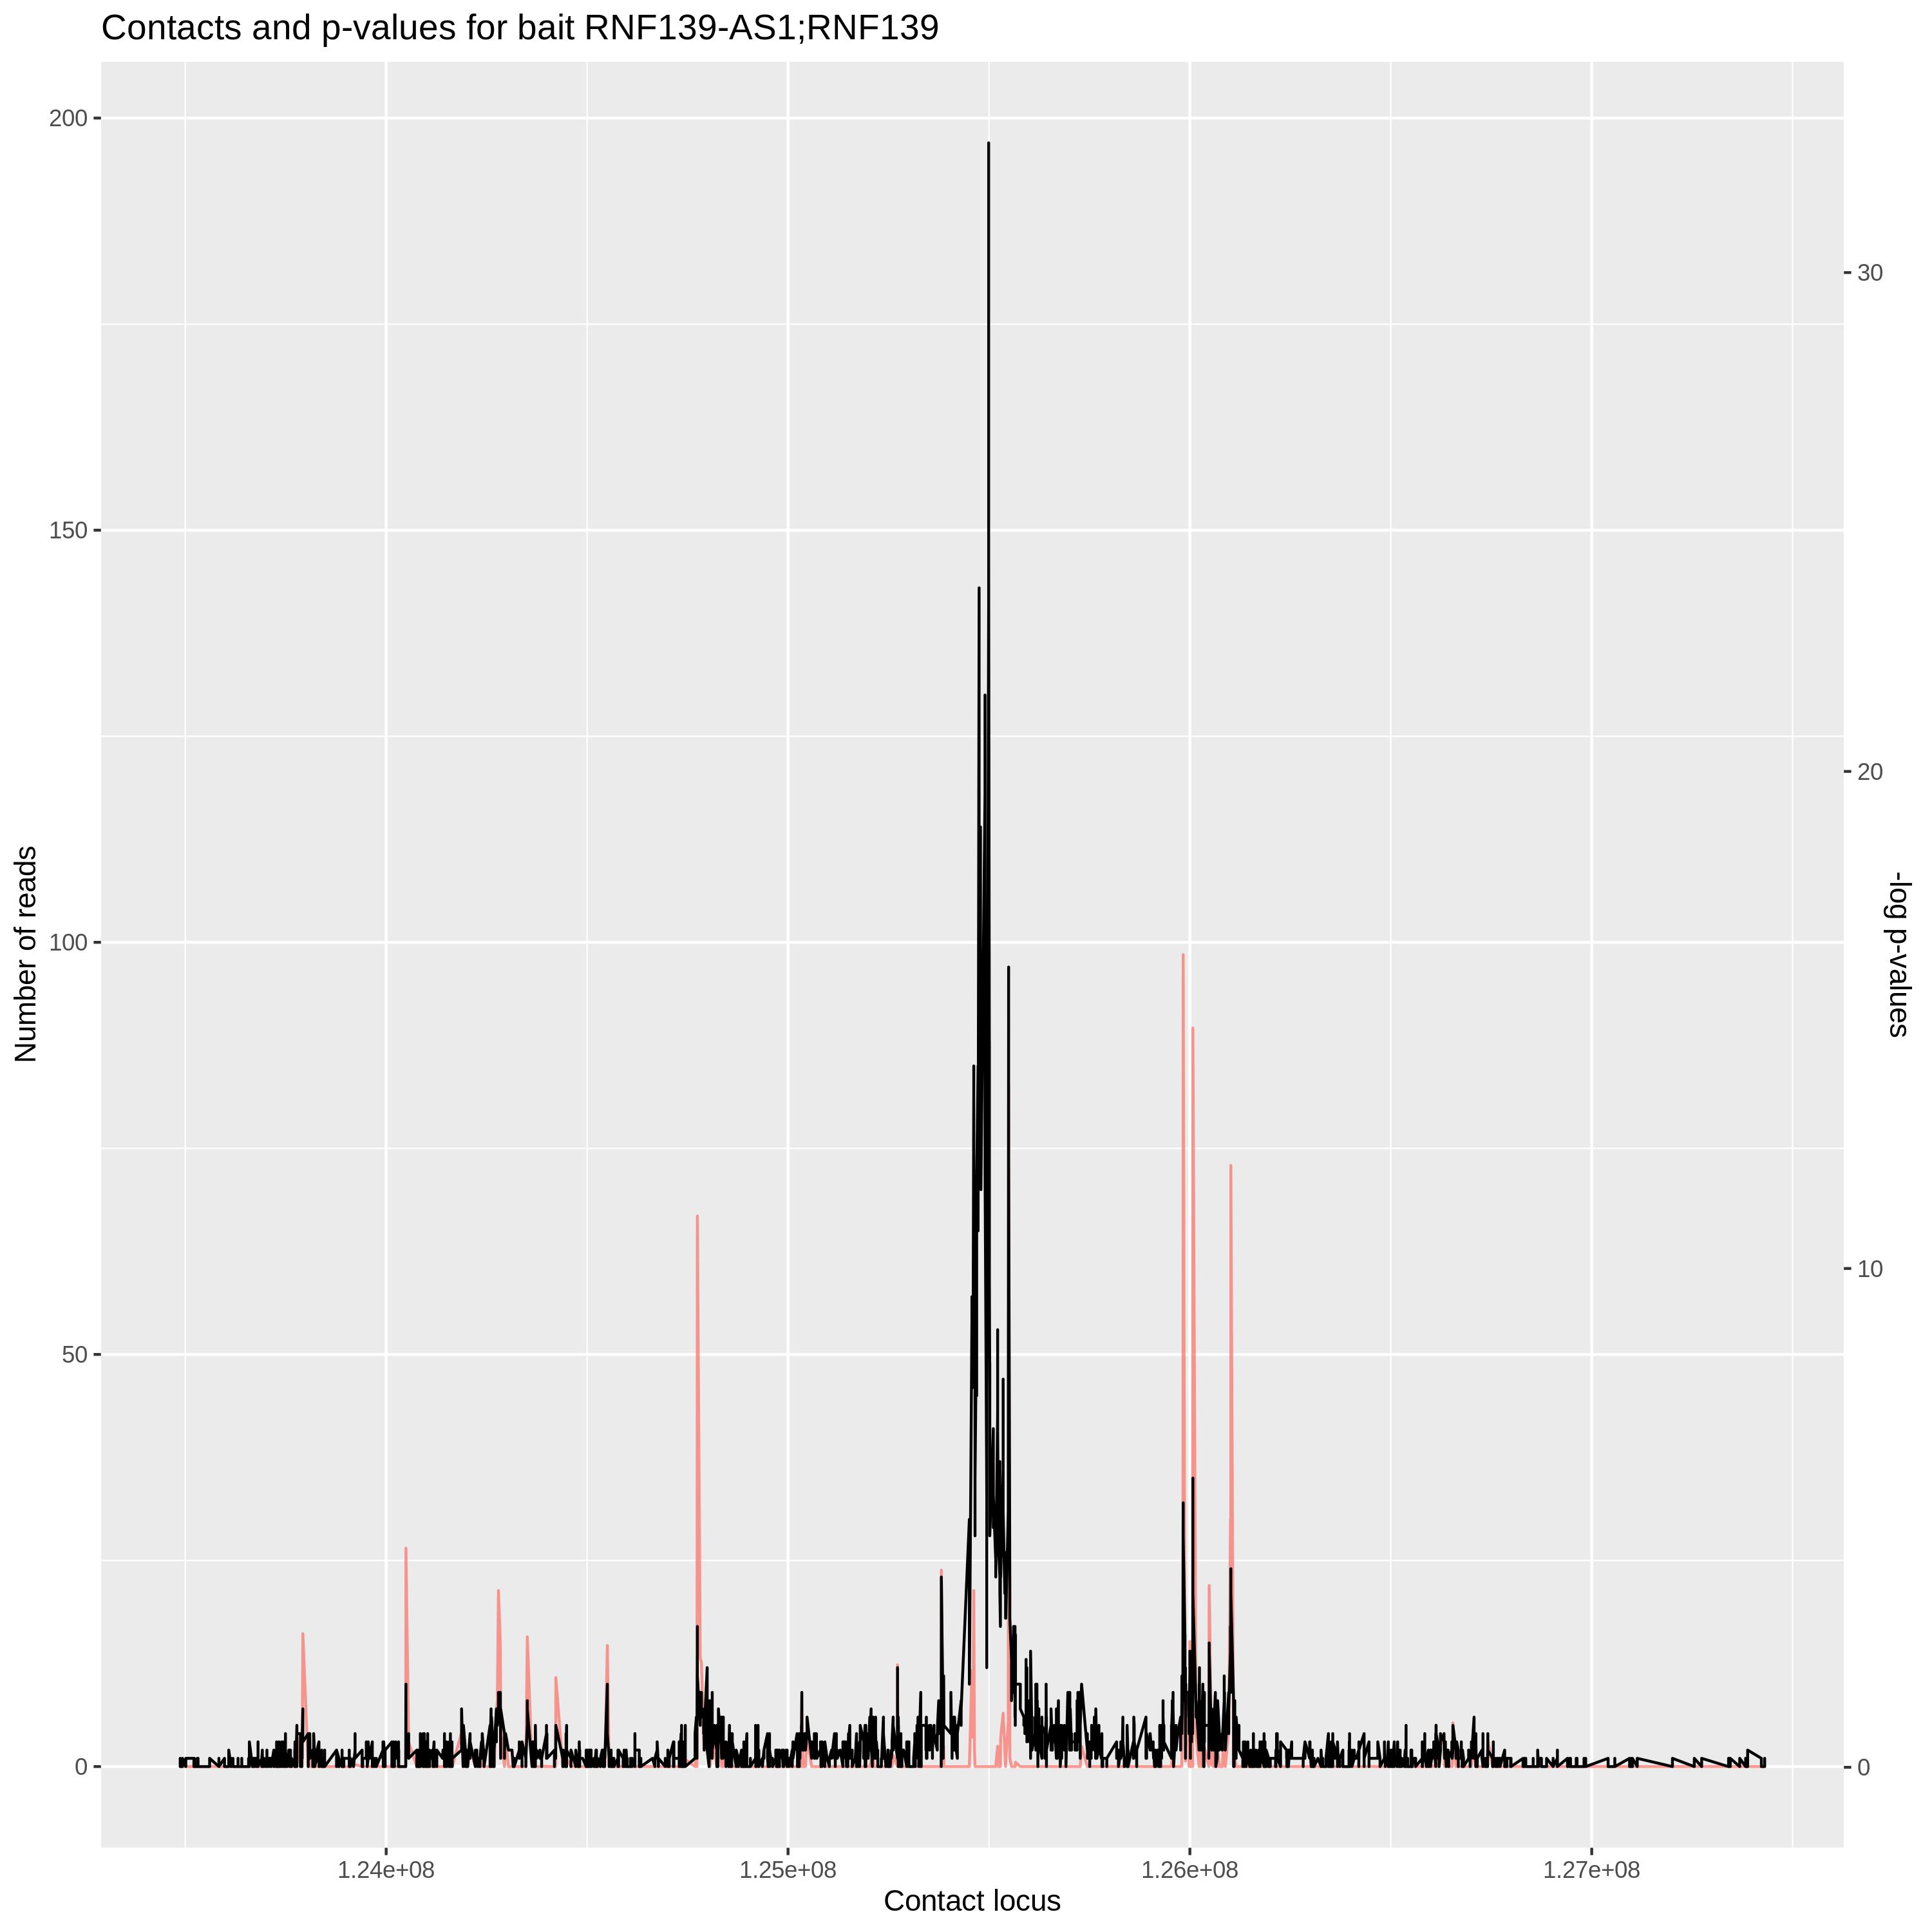 Contacts and p-values for bait RNF139-AS1;RNF139
200
150
100
50
0
Number of reads
30
20
10
0
-log p-values
1.24e+08 1.25e+08 1.26e+08 1.27e+08
Contact locus